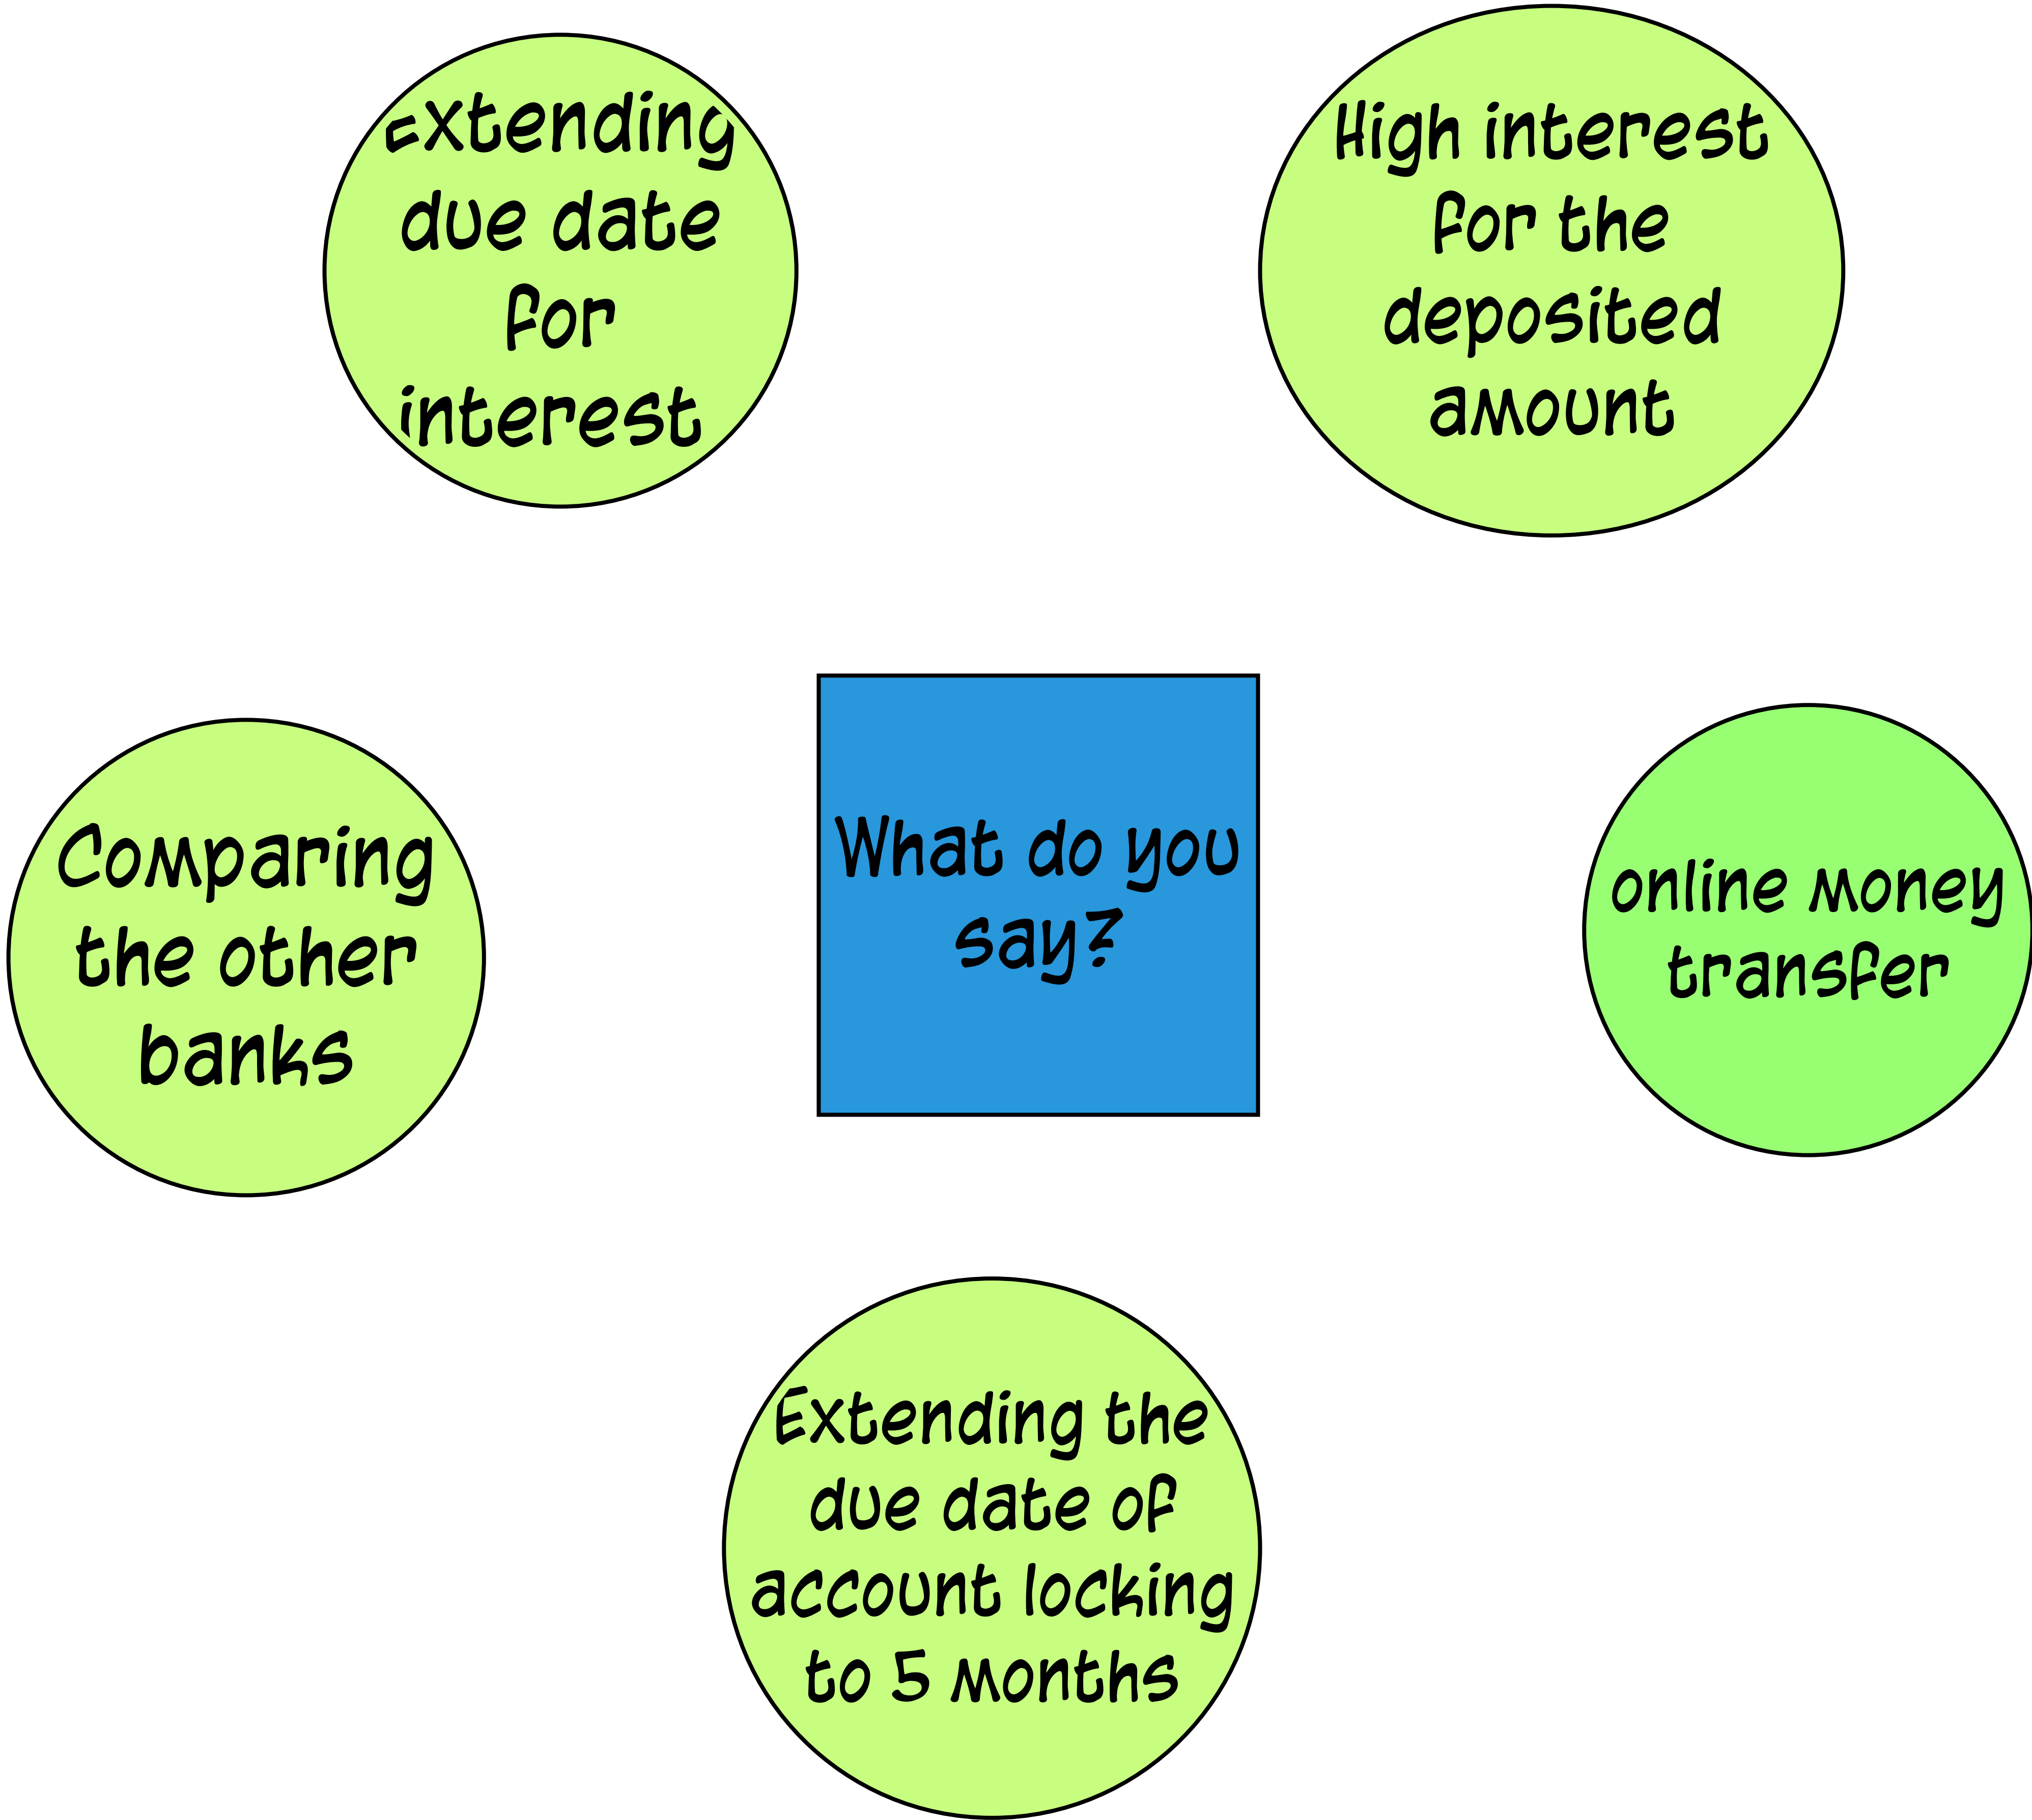 Extending
due date
for
interest
High interest
for the
deposited
amount
Comparing
the other
banks
What do you
say?
online money
transfer
Extending the
due date of
account locking
to 5 months